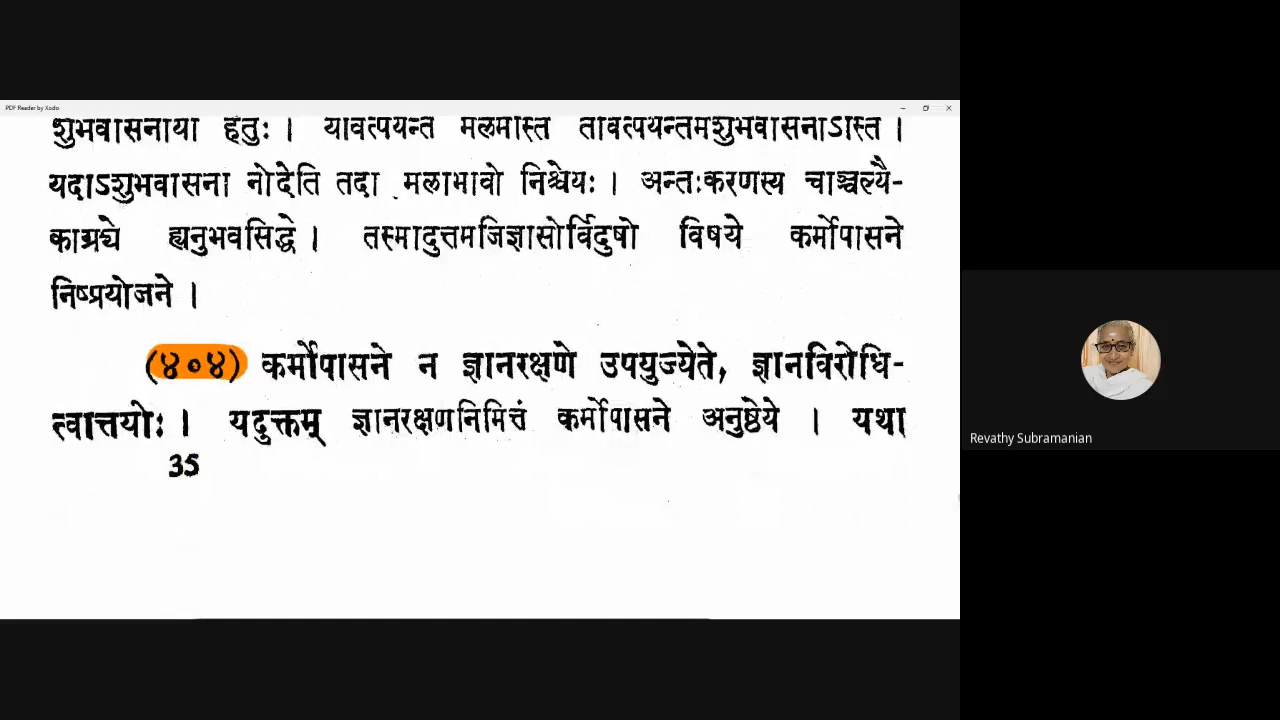 PDF Reader by Xodo
शुभवासनाया हेतुः । यावत्पर्यन्तं मलमस्ति तावत्पर्यन्तमशुभवासनाऽस्ति ।
यदाऽशुभवासना नोदेति तदा मलाभावो निश्चेयः । अन्तःकरणस्य चाञ्चल्यै-
काग्र्ये ह्यनुभवसिद्धे । तस्मादुत्तमजिज्ञासोर्विदुषो विषये कर्मोपासने
निष्प्रयोजने ।
(४०४) कर्मोपासने न ज्ञानरक्षणे उपयुज्येते, ज्ञानविरोधि-
त्वात्तयोः । यदुक्तम् ज्ञानरक्षणनिमित्तं कर्मोपासने अनुष्ठेये । यथा
35
Revathy Subramanian